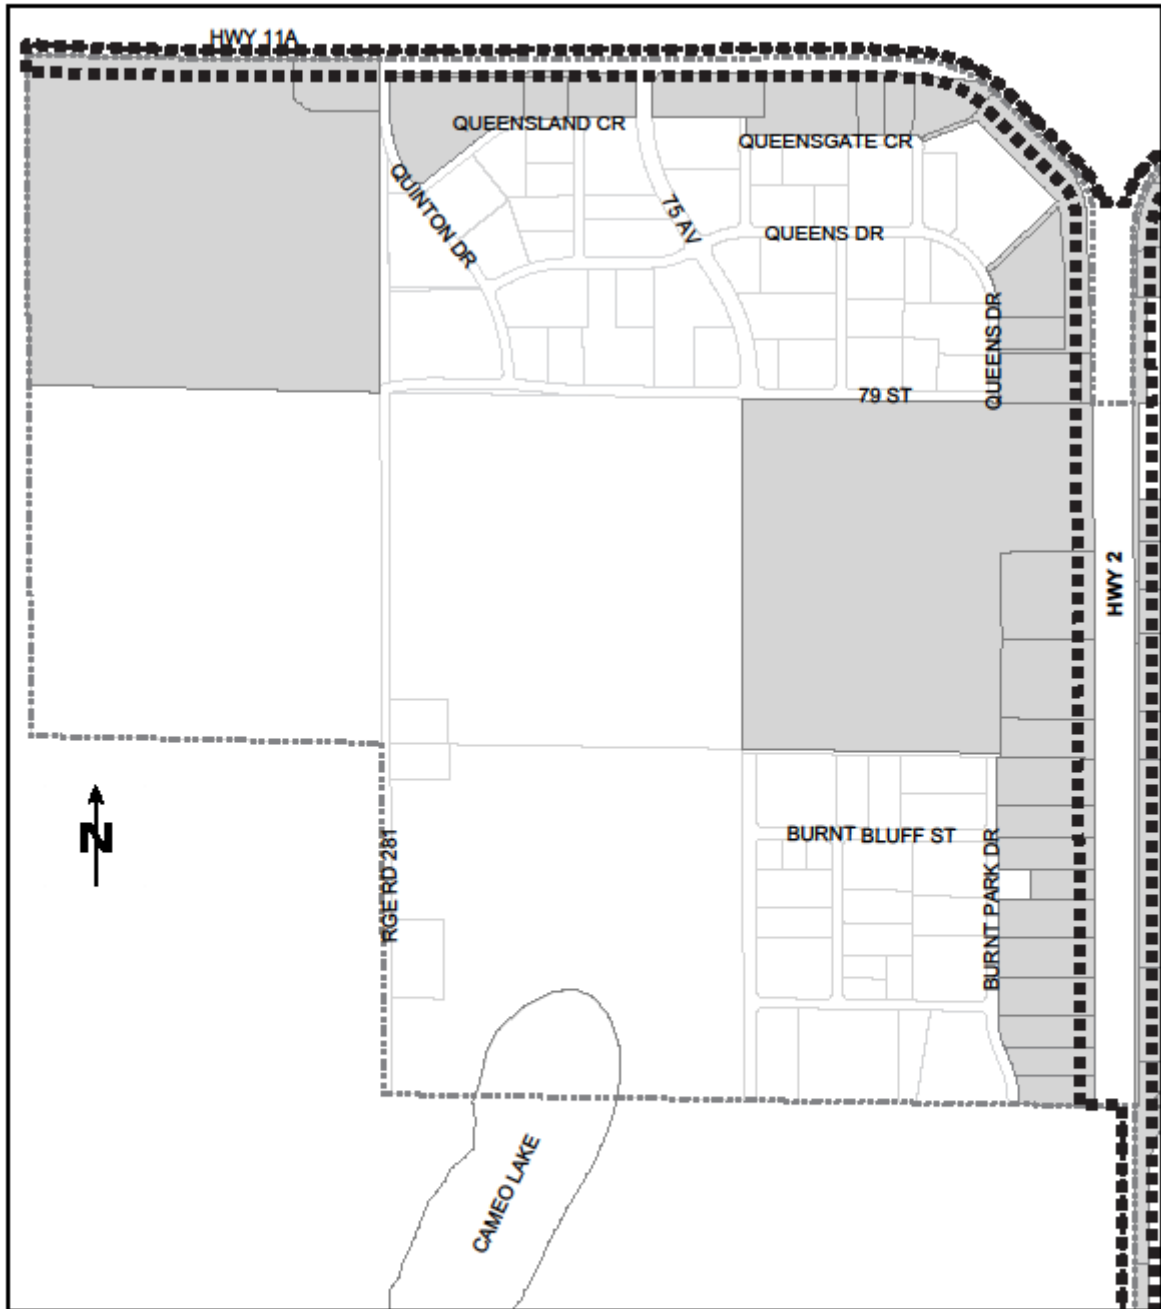 HWY 11A
QUEENSLAND CR
QUEENSGATE CR
QUINTON DR
75 AV
QUEENS DR
QUEENS DR
79 ST
HWY 2
N
BURNT BLUFF ST
RGE RD 281
BURNT PARK DR
CAMEO LAKE